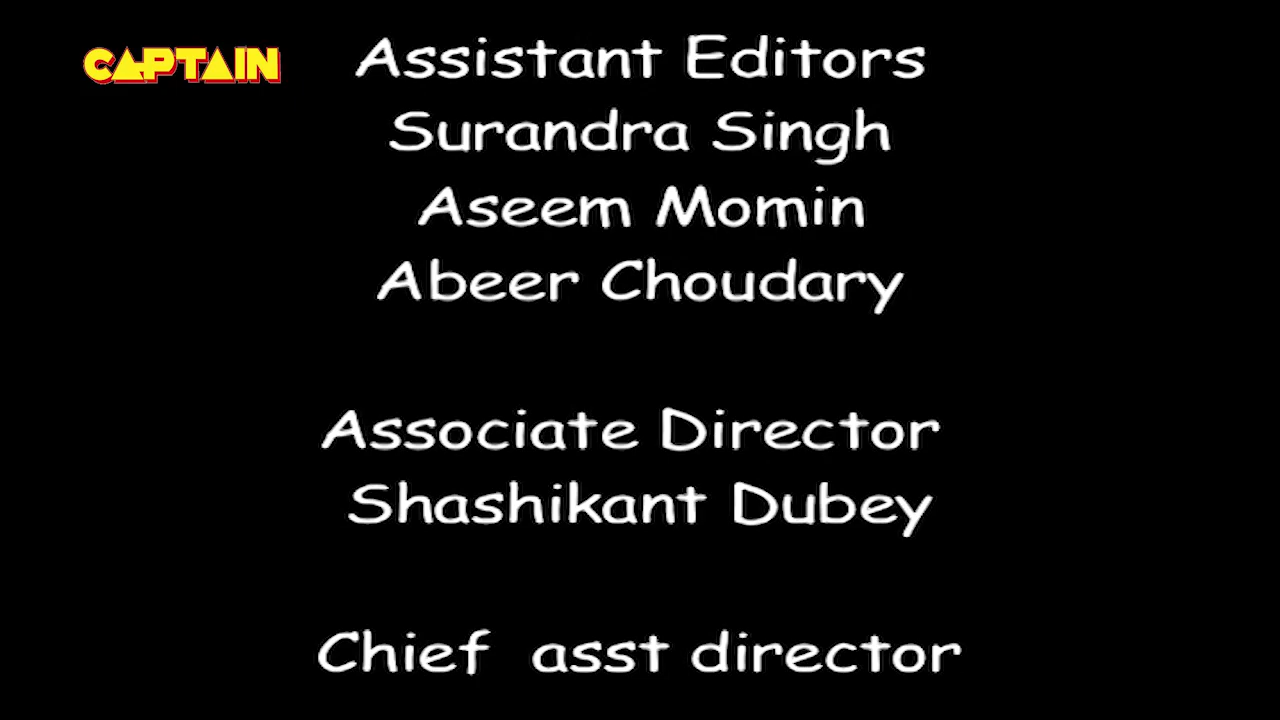 CAPTAIN
Assistant Editors
Surandra Singh
Aseem Momin
Abeer Choudary
Associate Director
Shashikant Dubey
Chief asst director